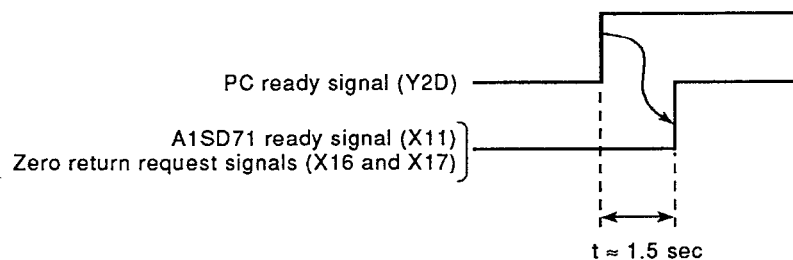 PC ready signal (Y2D)
A1SD71 ready signal (X11)
Zero return request signals (X16 and X17)
t ≈ 1.5 sec